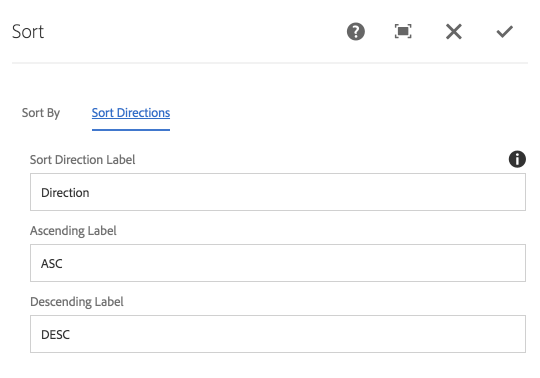 Sort
Sort By Sort Directions
Sort Direction Label
Direction
Ascending Label
ASC
Descending Label
DESC